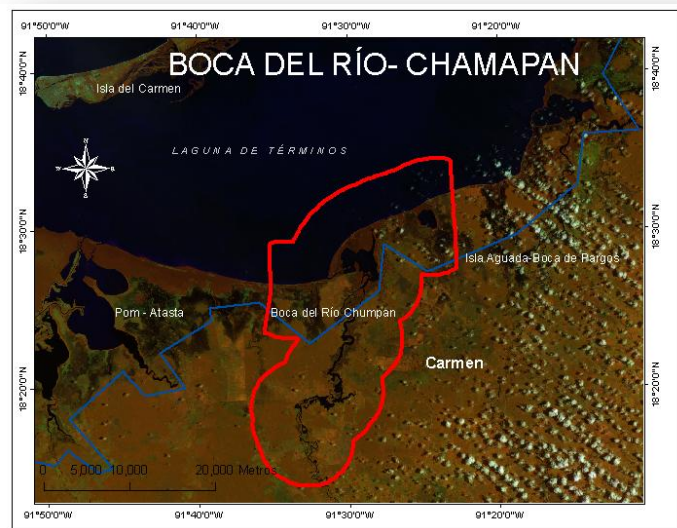 91°50'0"W 91°40'0"W 91°30'0"W 91°20'0"W
BOCA DEL RÍO- CHAMAPAN
18°40'0"N
18°40'0"N
Isla del Carmen
LAGUNA DE TÉRMINOS
N
18°30'0"N
18°30'0"N
Isla Aguada-Boca de Pargos
Pom - Atasta
Boca del Río Chumpán
Carmen
18°20'0"N
18°20'0"N
0 5,000 10,000 20,000 Metros
91°50'0"W 91°40'0"W 91°30'0"W 91°20'0"W